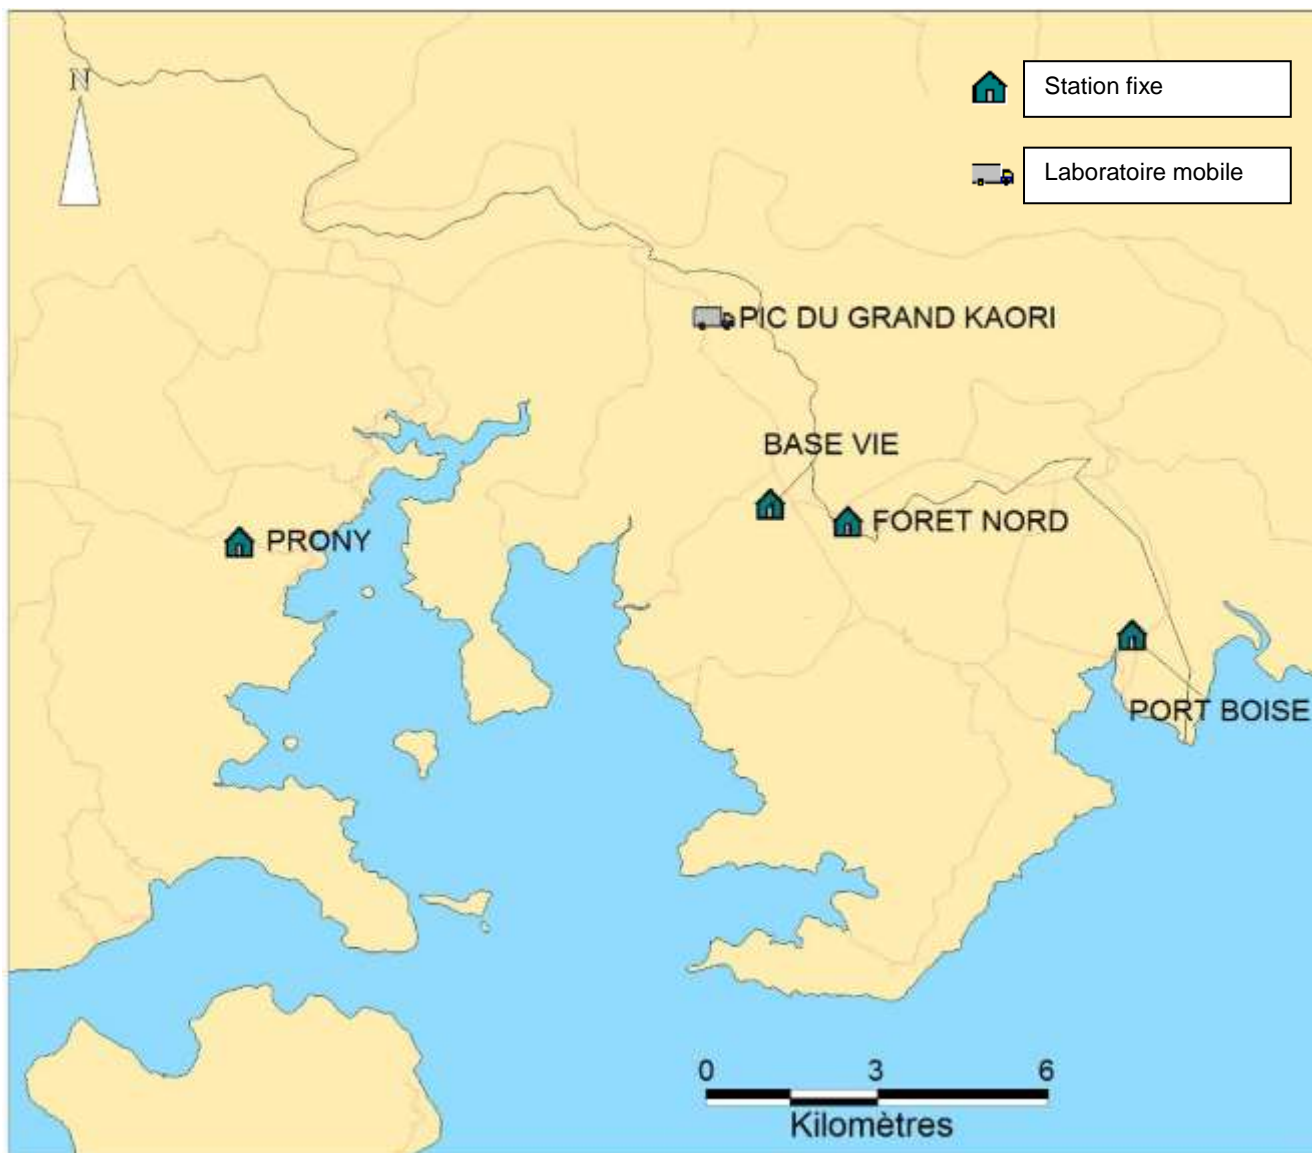 N
Station fixe
Laboratoire mobile
PIC DU GRAND KAORI
BASE VIE
FORET NORD
PRONY
PORT BOISE
0 3 6
Kilomètres